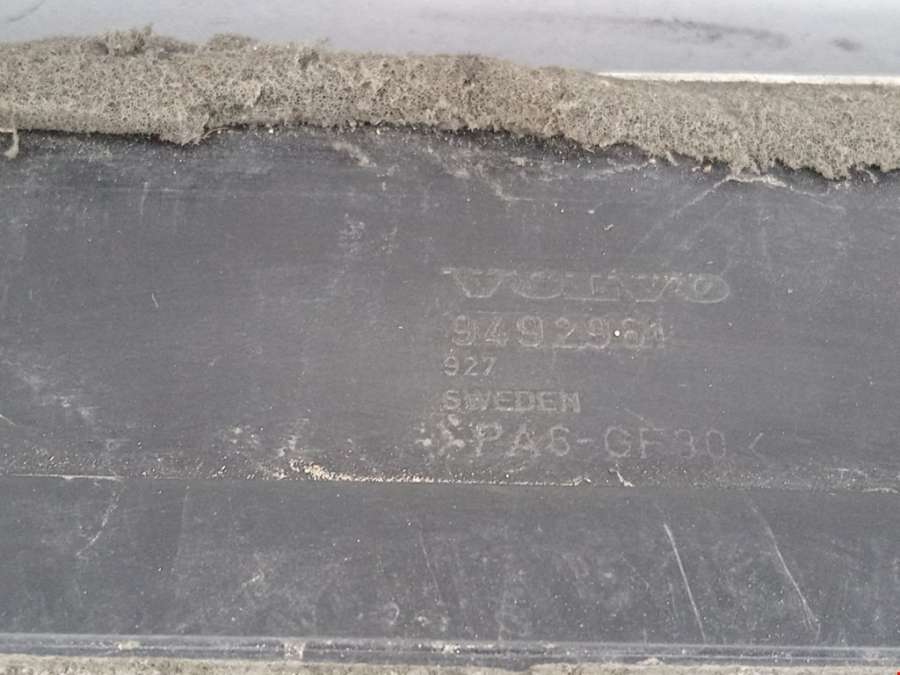 VOLVO
9492961
927
SWEDEN
>PA6-GF30<